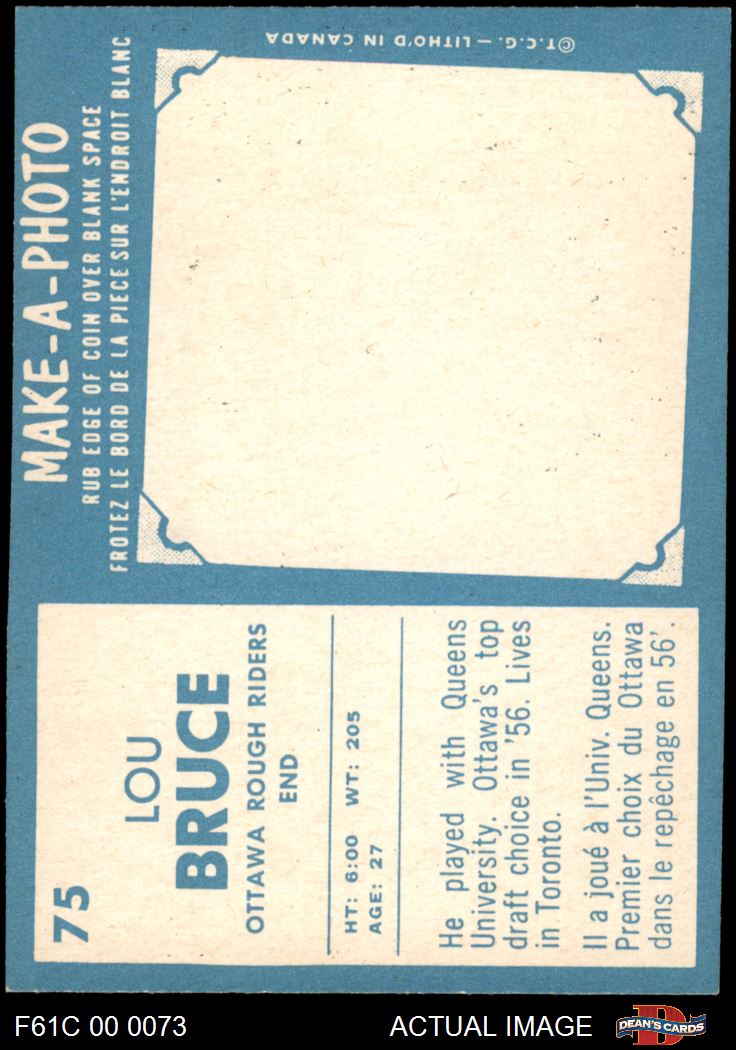 75
LOU
BRUCE
OTTAWA ROUGH RIDERS
END
HT: 6:00 WT: 205
AGE: 27
He played with Queens
University. Ottawa's top
draft choice in '56. Lives
in Toronto.
Il a joué à l'Univ. Queens.
Premier choix du Ottawa
dans le repêchage en 56'.
MAKE-A-PHOTO
RUB EDGE OF COIN OVER BLANK SPACE
FROTEZ LE BORD DE LA PIECE SUR L'ENDROIT BLANC
©T.C.G.—LITHO'D IN CANADA
F61C 00 0073
ACTUAL IMAGE
D
DEAN'S CARDS